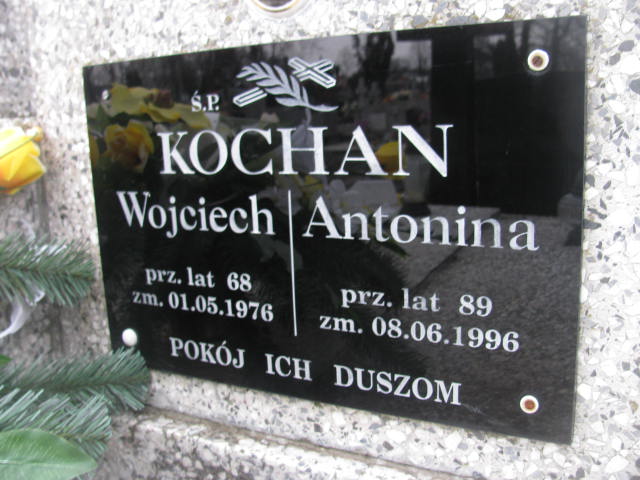 Ś.P.
KOCHAN
Wojciech
prz. lat 68
zm. 01.05.1976
Antonina
prz. lat 89
zm. 08.06.1996
POKÓJ ICH DUSZOM